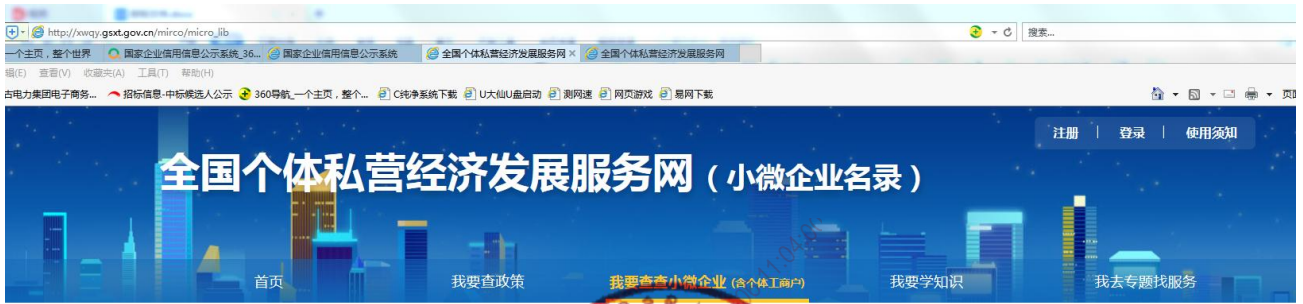 http://xwqy.gsxt.gov.cn/mirco/micro_lib
搜索...
一个主页，整个世界 国家企业信用信息公示系统_36... 国家企业信用信息公示系统 全国个体私营经济发展服务网 × 全国个体私营经济发展服务网
辑(E) 查看(V) 收藏夹(A) 工具(T) 帮助(H)
古电力集团电子商务... 招标信息-中标候选人公示 360导航_一个主页，整个... C纯净系统下载 U大仙U盘启动 测网速 网页游戏 易网下载
注册 | 登录 | 使用须知
全国个体私营经济发展服务网（小微企业名录）
首页 我要查政策 我要查查小微企业 (含个体工商户) 我要学知识 我去专题找服务